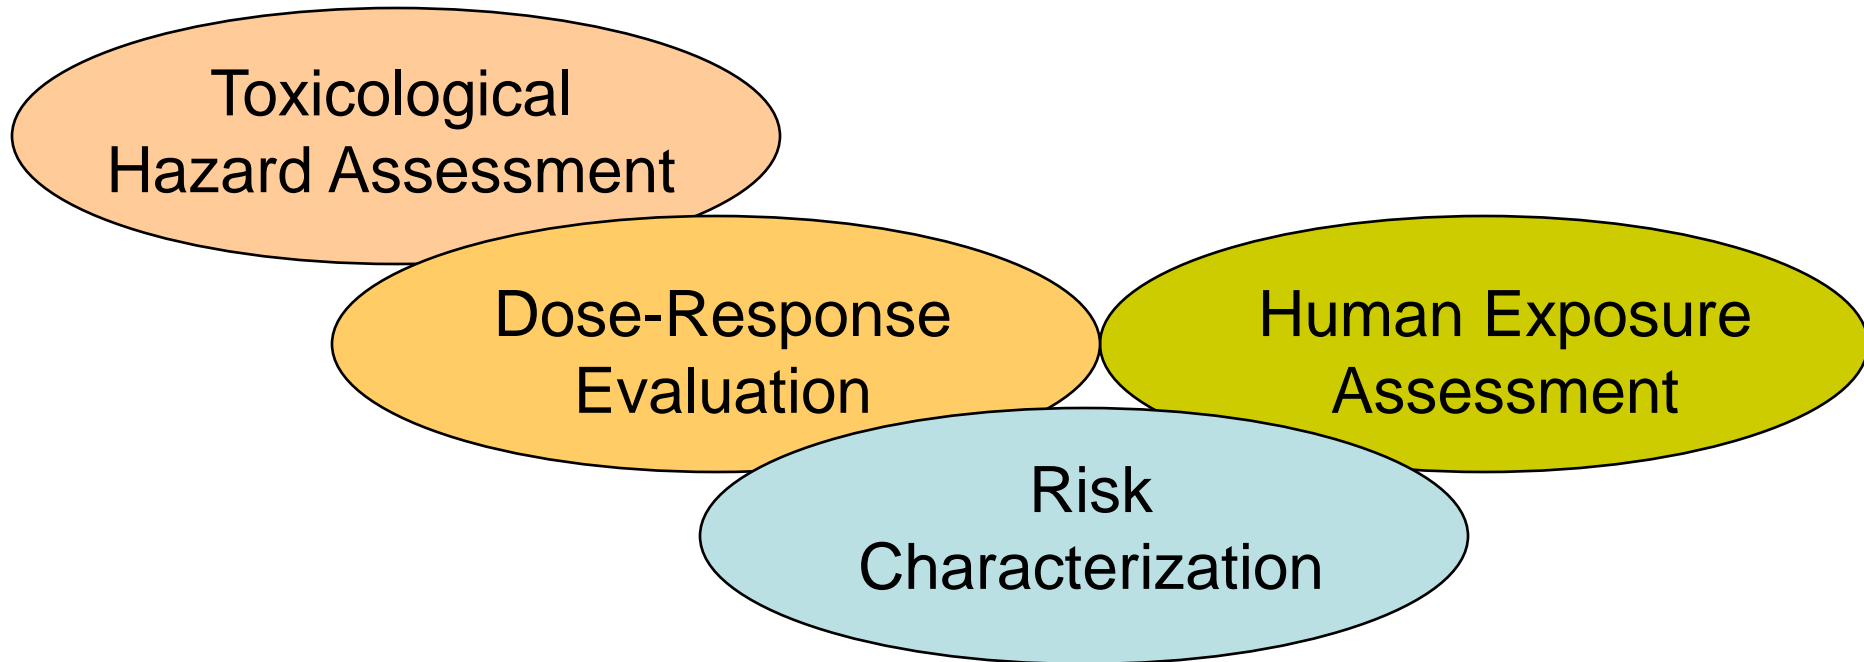 Toxicological
Hazard Assessment
Dose-Response
Evaluation
Human Exposure
Assessment
Risk
Characterization